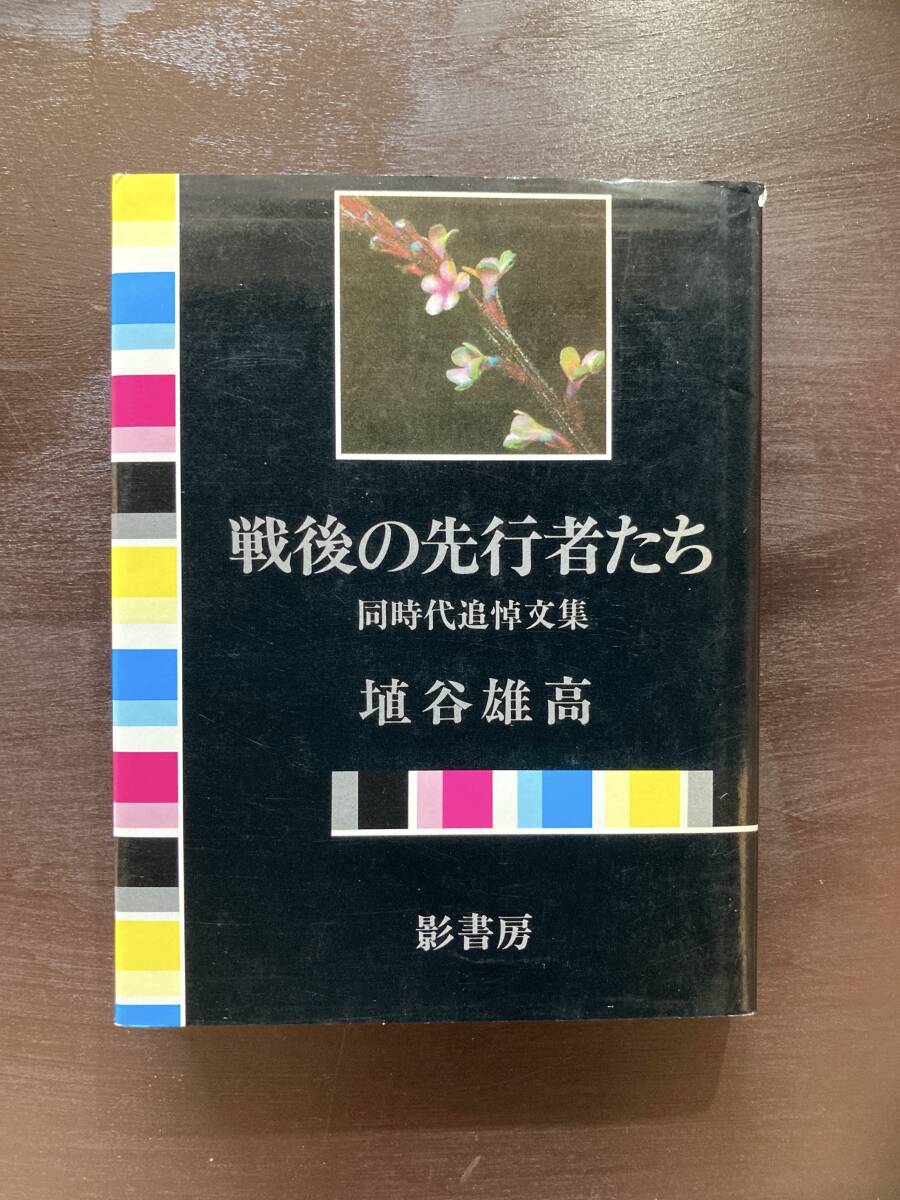 戦後の先行者たち
同時代追悼文集
埴谷雄高
影書房